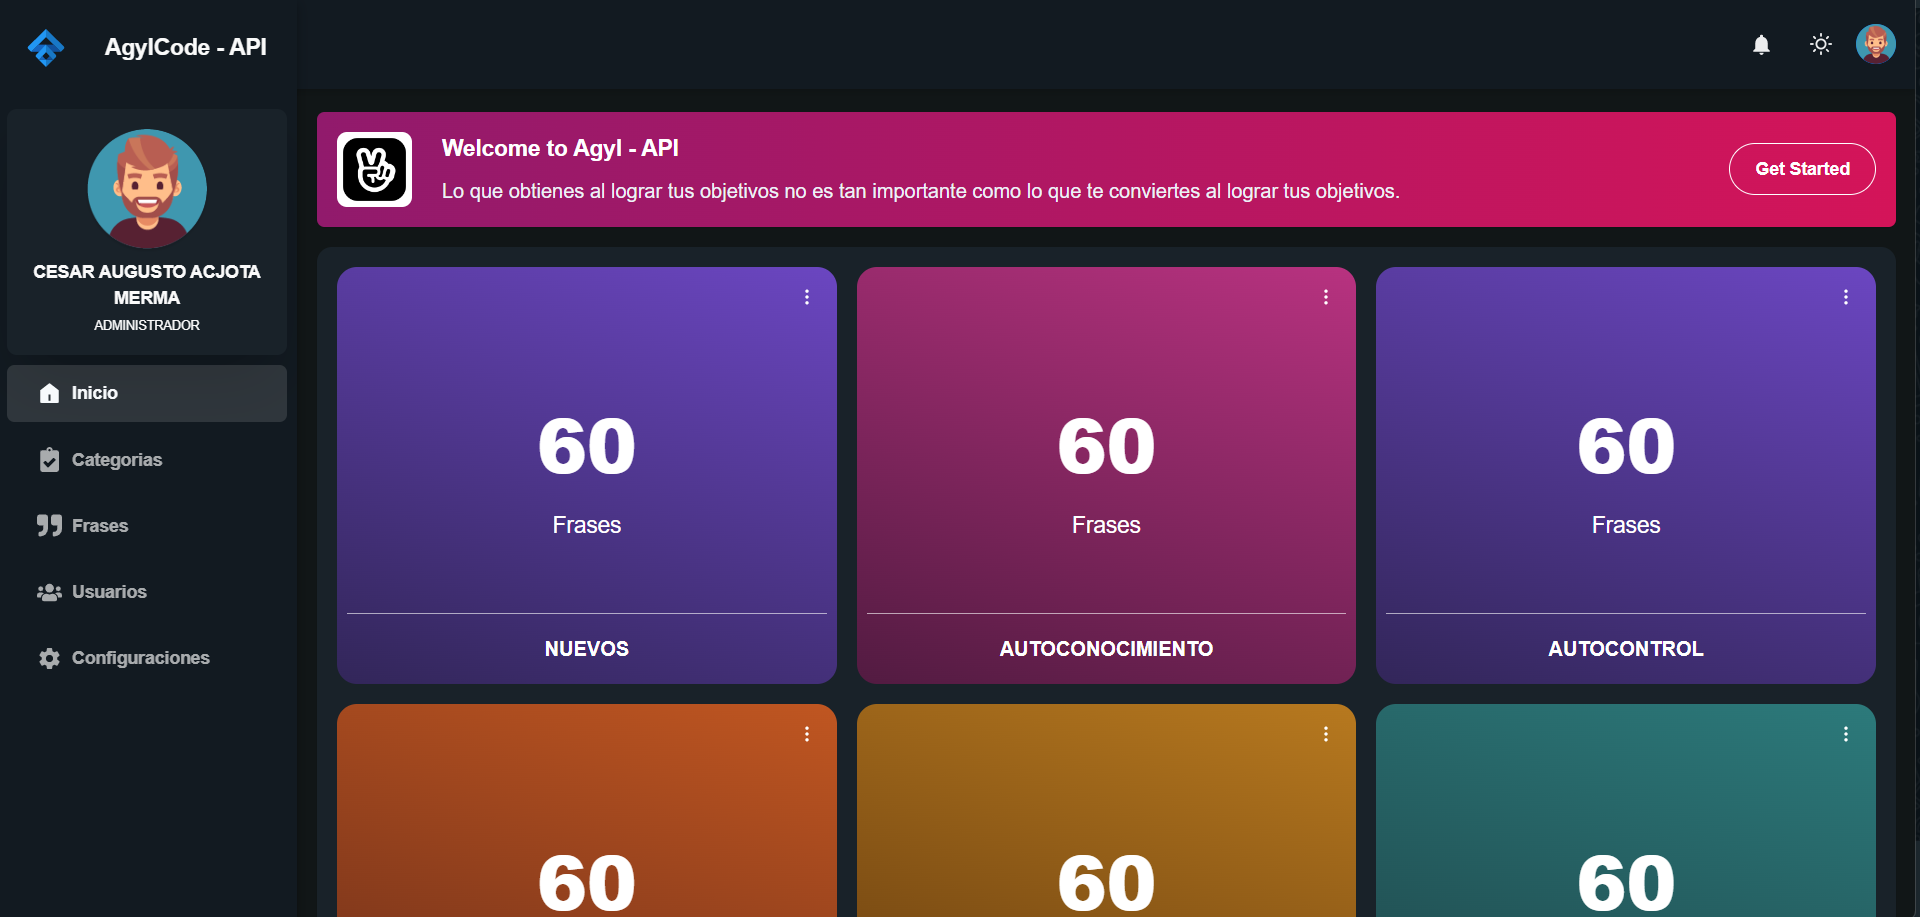 AgylCode - API
CESAR AUGUSTO ACJOTA
MERMA
ADMINISTRADOR
Inicio
Categorias
Frases
Usuarios
Configuraciones
Welcome to Agyl - API
Lo que obtienes al lograr tus objetivos no es tan importante como lo que te conviertes al lograr tus objetivos.
Get Started
60
Frases
NUEVOS
60
Frases
AUTOCONOCIMIENTO
60
Frases
AUTOCONTROL
60
60
60